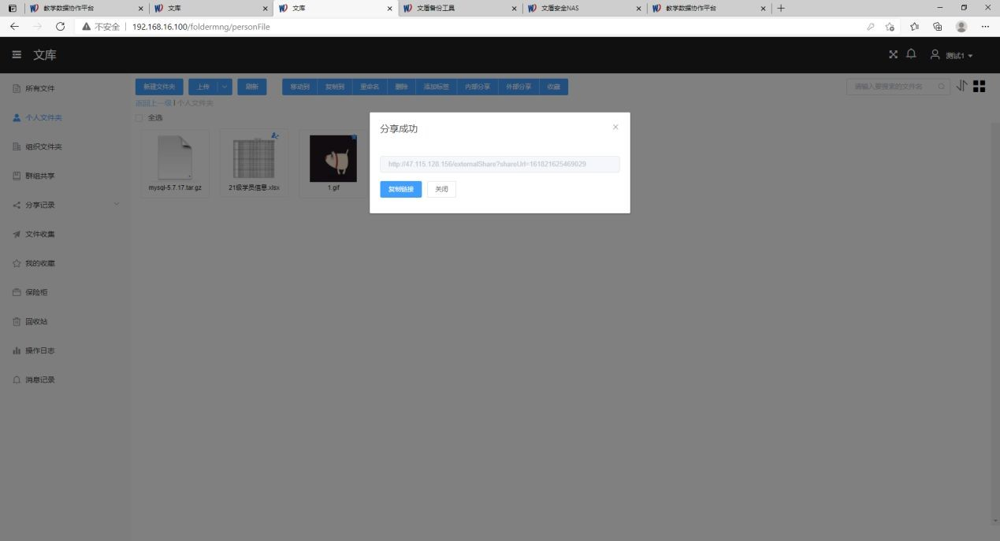 教学数据协作平台
文库
文库
文盾备份工具
文盾安全NAS
教学数据协作平台
不安全 | 192.168.16.100/foldermng/personFile
文库
测试1
所有文件
个人文件夹
组织文件夹
群组共享
分享记录
文件收集
我的收藏
保险柜
回收站
操作日志
消息记录
新建文件夹 上传 刷新 移动到 复制到 重命名 删除 添加标签 内部分享 外部分享 收藏
请输入要搜索的文件名
返回上一级 | 个人文件夹
全选
mysql-5.7.17.tar.gz
21级学员信息.xlsx
1.gif
分享成功
http://47.115.128.156/externalShare?shareUrl=161821625469029
复制链接 关闭